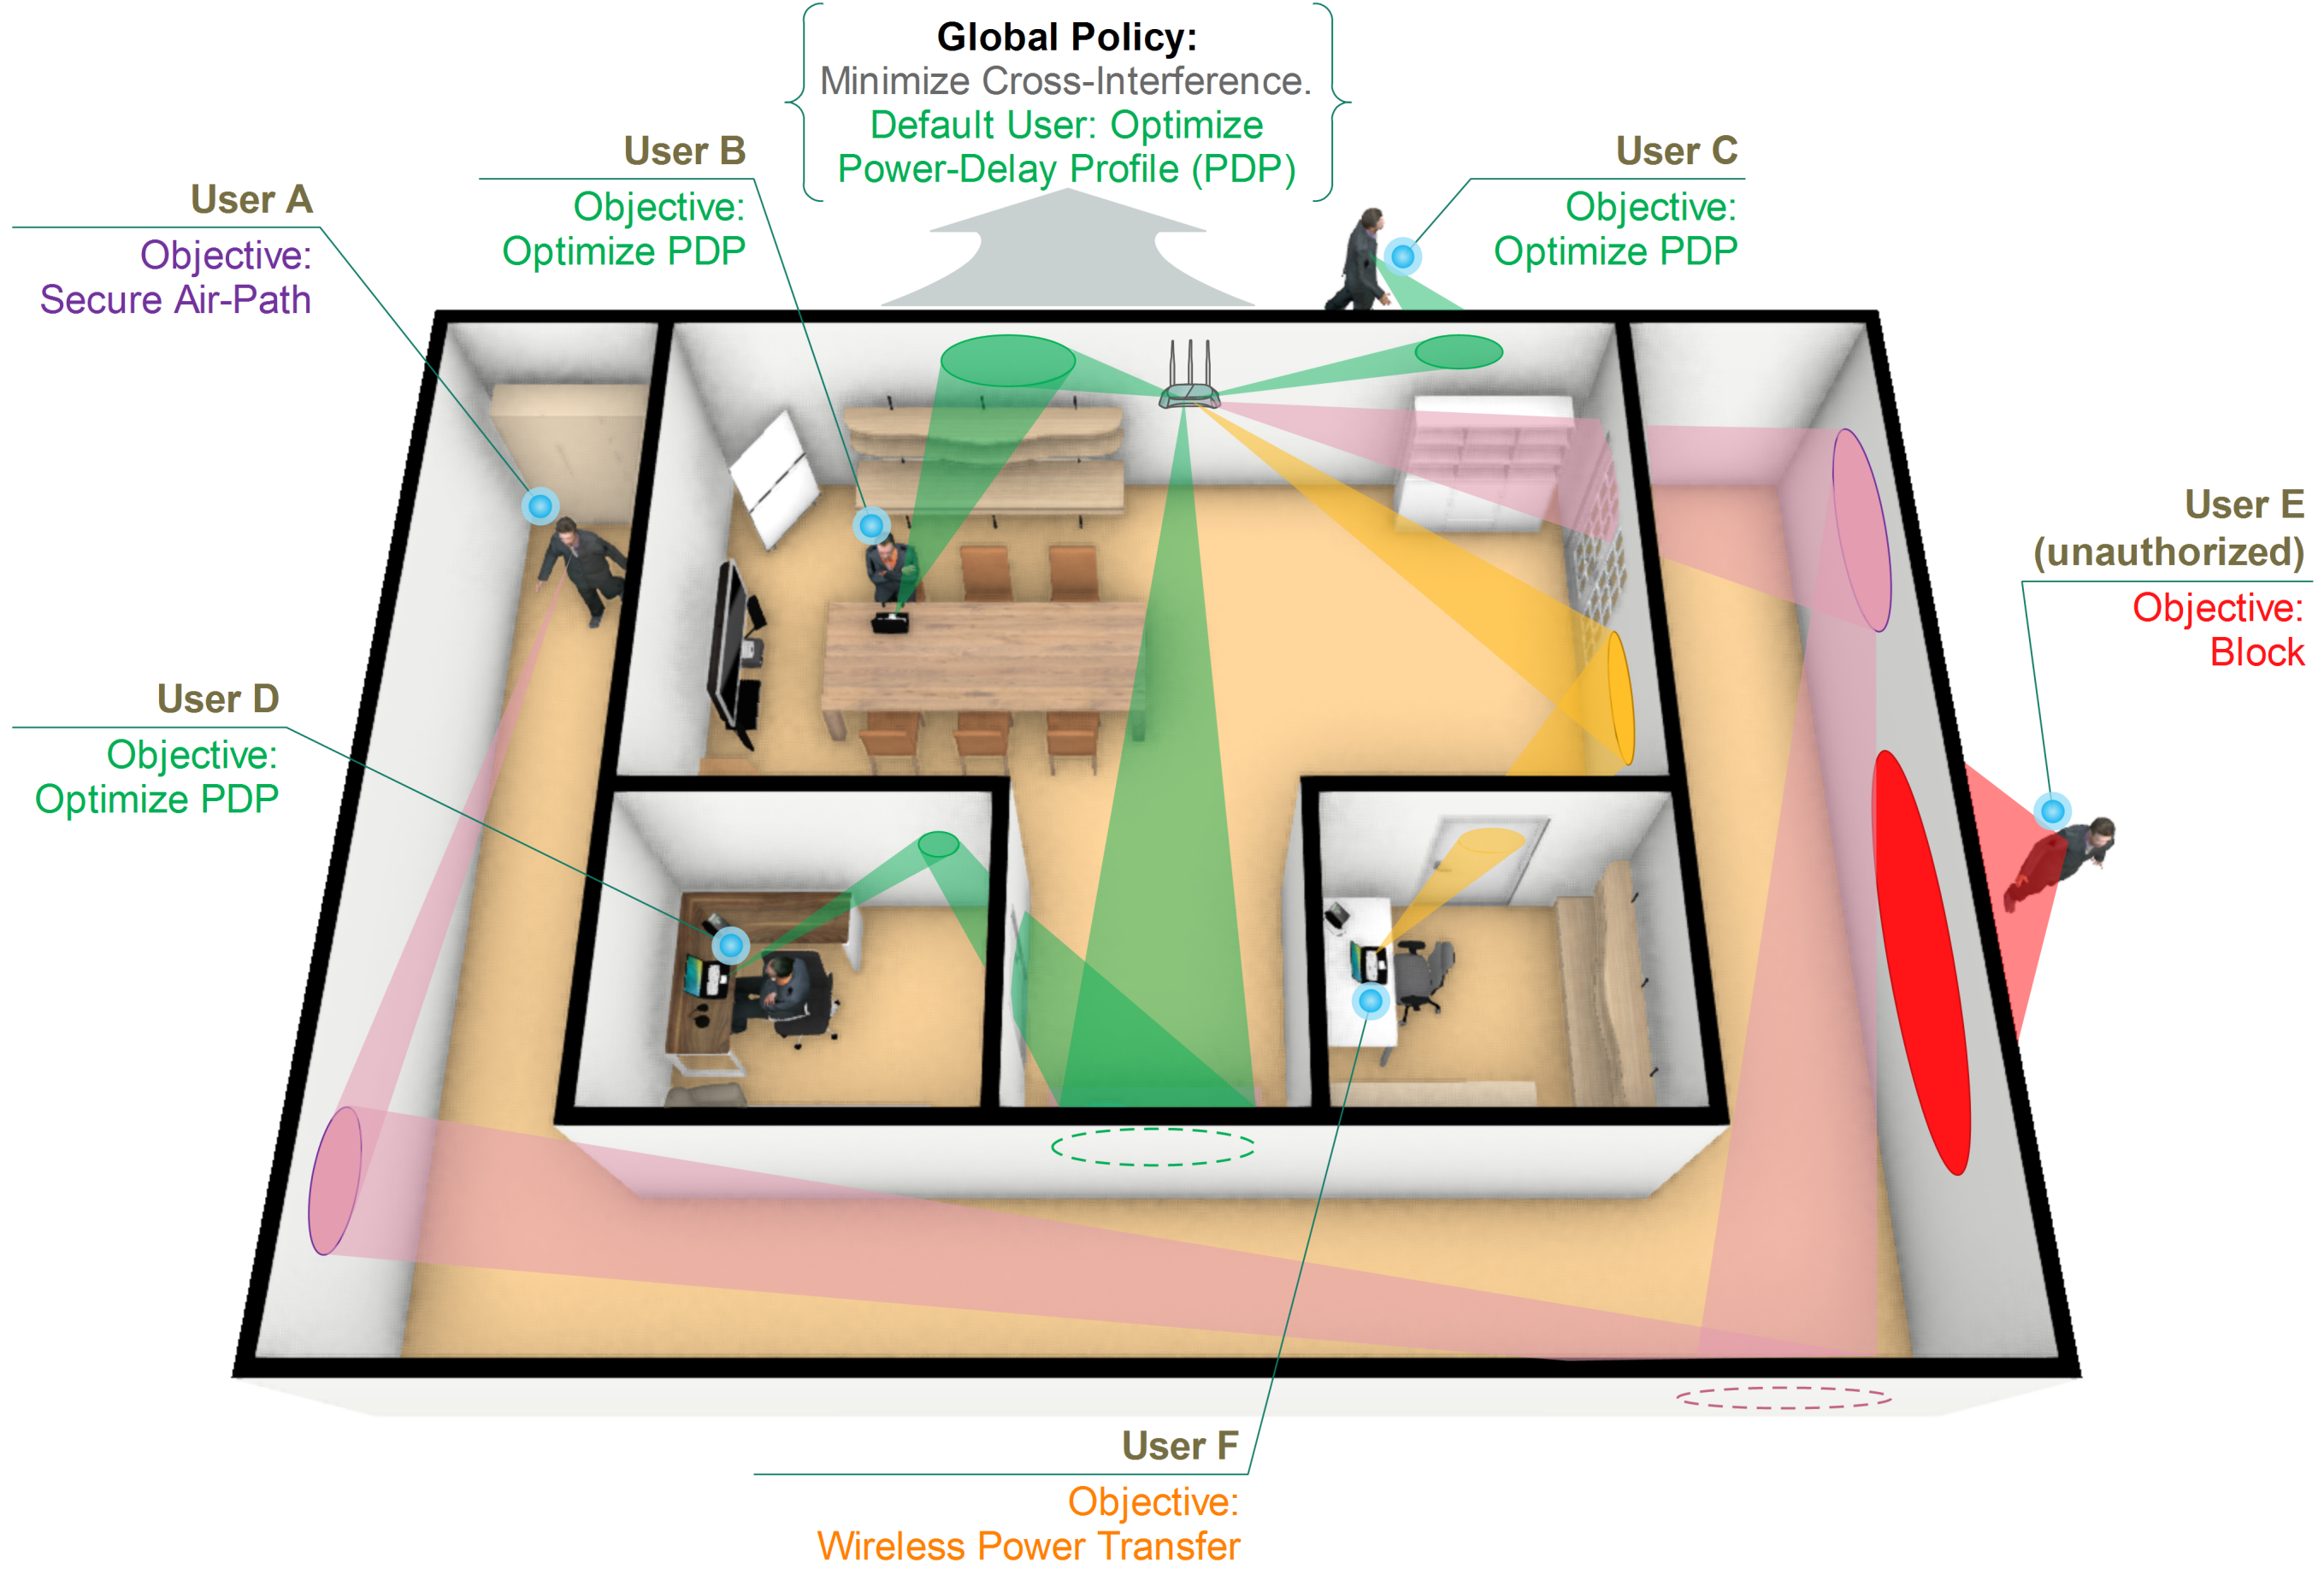 Global Policy:
Minimize Cross-Interference.
Default User: Optimize
Power-Delay Profile (PDP)
User A
Objective:
Secure Air-Path
User B
Objective:
Optimize PDP
User C
Objective:
Optimize PDP
User E
(unauthorized)
Objective:
Block
User D
Objective:
Optimize PDP
User F
Objective:
Wireless Power Transfer